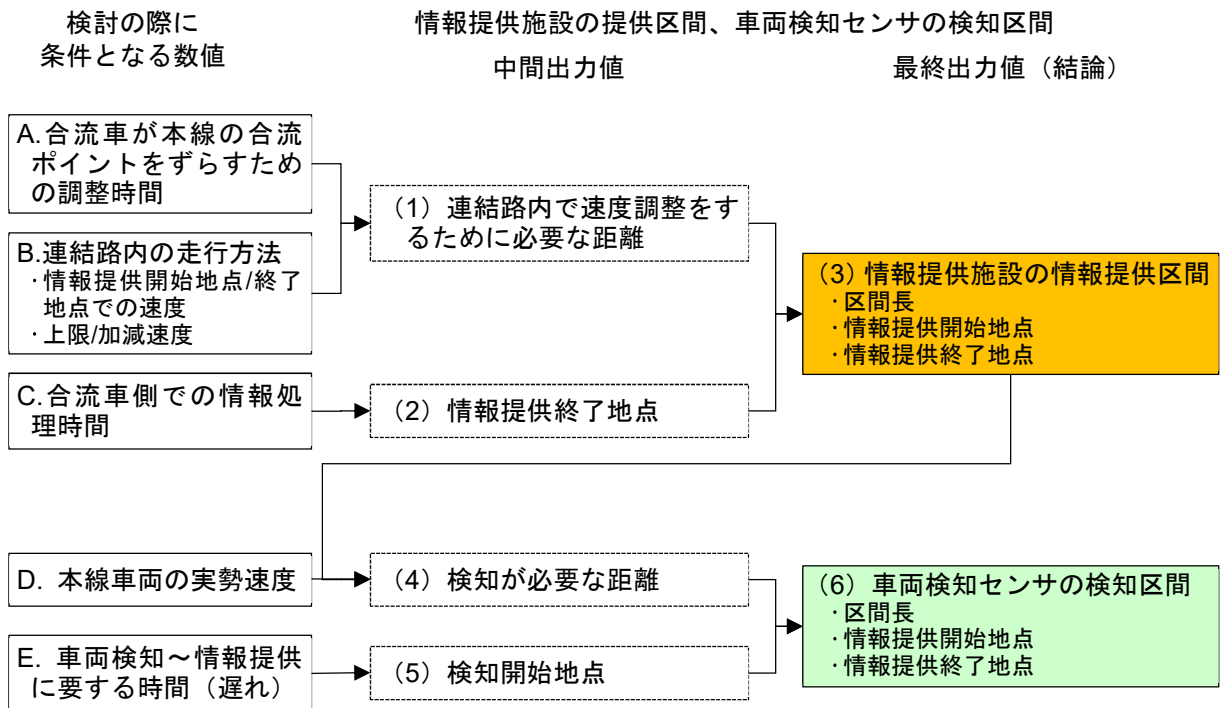 検討の際に
条件となる数値
情報提供施設の提供区間、車両検知センサの検知区間
中間出力値
最終出力値（結論）
A.合流車が本線の合流
ポイントをずらすため
の調整時間
B.連結路内の走行方法
・情報提供開始地点/終了
地点での速度
・上限/加減速度
（1）連結路内で速度調整をす
るために必要な距離
（3）情報提供施設の情報提供区間
・区間長
・情報提供開始地点
・情報提供終了地点
C.合流車側での情報処
理時間
（2）情報提供終了地点
D. 本線車両の実勢速度
（4）検知が必要な距離
（6）車両検知センサの検知区間
・区間長
・情報提供開始地点
・情報提供終了地点
E. 車両検知～情報提供
に要する時間（遅れ）
（5）検知開始地点